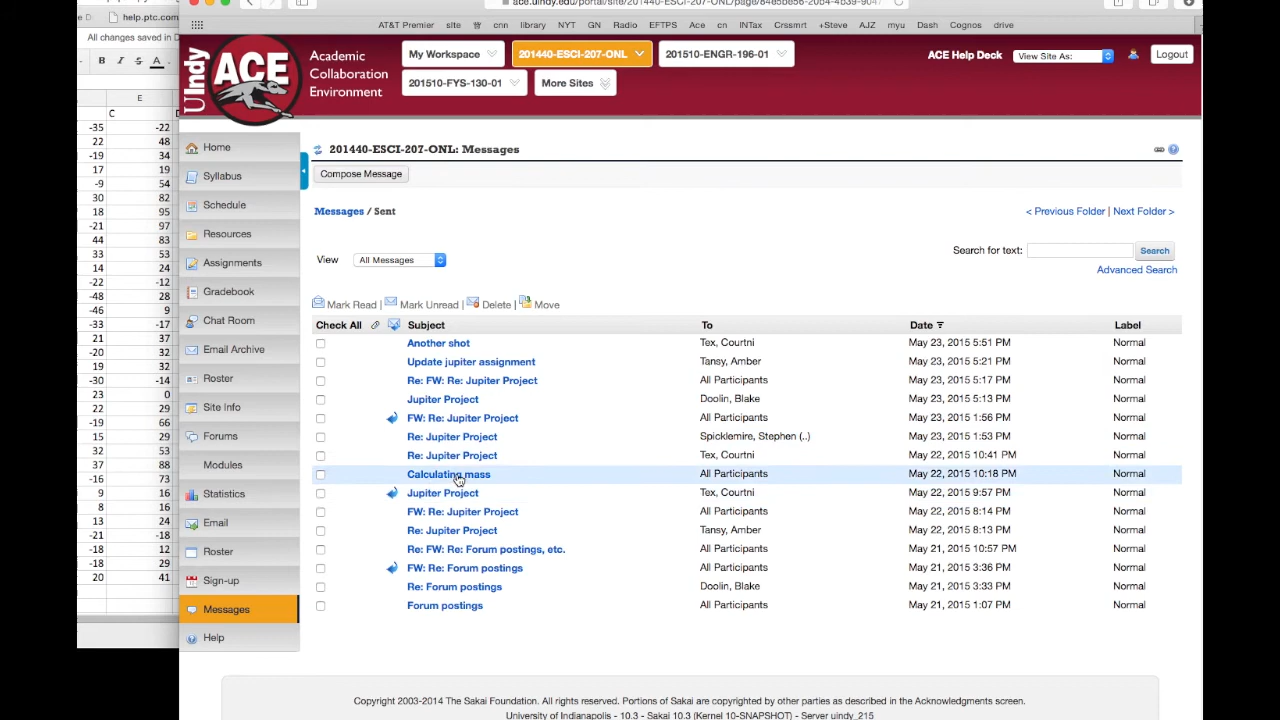 help.ptc.com
ace.uindy.edu/portal/site/201440-ESCI-207-ONL/page/
AT&T Premier site cnn library NYT GN Radio EFTPS Ace INTax Crssmrt +Steve AJZ myu Dash Cognos drive
All changes saved in D
B I S A
UIndy ACE
Academic
Collaboration
Environment
My Workspace
201440-ESCI-207-ONL
201510-ENGR-196-01
201510-FYS-130-01
More Sites
ACE Help Deck
View Site As:
Logout
E
C
-35 -22
22 48
-19 34
17 19
-9 54
30 82
18 95
-21 97
44 83
33 53
14 24
-22 -12
-48 28
-46 9
-33 -17
21 37
-20 32
19 32
-30 -14
23 0
22 29
-19 66
15 29
32 53
37 88
-16 73
9 16
8 16
13 24
-21 -18
-18 12
-18 29
20 41
Home
Syllabus
Schedule
Resources
Assignments
Gradebook
Chat Room
Email Archive
Roster
Site Info
Forums
Modules
Statistics
Email
Roster
Sign-up
Messages
Help
201440-ESCI-207-ONL: Messages
Compose Message
Messages / Sent
< Previous Folder | Next Folder >
View All Messages
Search for text: Search
Advanced Search
Mark Read | Mark Unread | Delete | Move
Check All Subject To Date Label
Another shot Tex, Courtni May 23, 2015 5:51 PM Normal
Update jupiter assignment Tansy, Amber May 23, 2015 5:21 PM Normal
Re: FW: Re: Jupiter Project All Participants May 23, 2015 5:17 PM Normal
Jupiter Project Doolin, Blake May 23, 2015 5:13 PM Normal
FW: Re: Jupiter Project All Participants May 23, 2015 1:56 PM Normal
Re: Jupiter Project Spicklemire, Stephen (..) May 23, 2015 1:53 PM Normal
Re: Jupiter Project Tex, Courtni May 22, 2015 10:41 PM Normal
Calculating mass All Participants May 22, 2015 10:18 PM Normal
Jupiter Project Tex, Courtni May 22, 2015 9:57 PM Normal
FW: Re: Jupiter Project All Participants May 22, 2015 8:14 PM Normal
Re: Jupiter Project Tansy, Amber May 22, 2015 8:13 PM Normal
Re: FW: Re: Forum postings, etc. All Participants May 21, 2015 10:57 PM Normal
FW: Re: Forum postings All Participants May 21, 2015 3:36 PM Normal
Re: Forum postings Doolin, Blake May 21, 2015 3:33 PM Normal
Forum postings All Participants May 21, 2015 1:07 PM Normal
Copyright 2003-2014 The Sakai Foundation. All rights reserved. Portions of Sakai are copyrighted by other parties as described in the Acknowledgments screen.
University of Indianapolis - 10.3 - Sakai 10.3 (Kernel 10-SNAPSHOT) - Server uindy_215